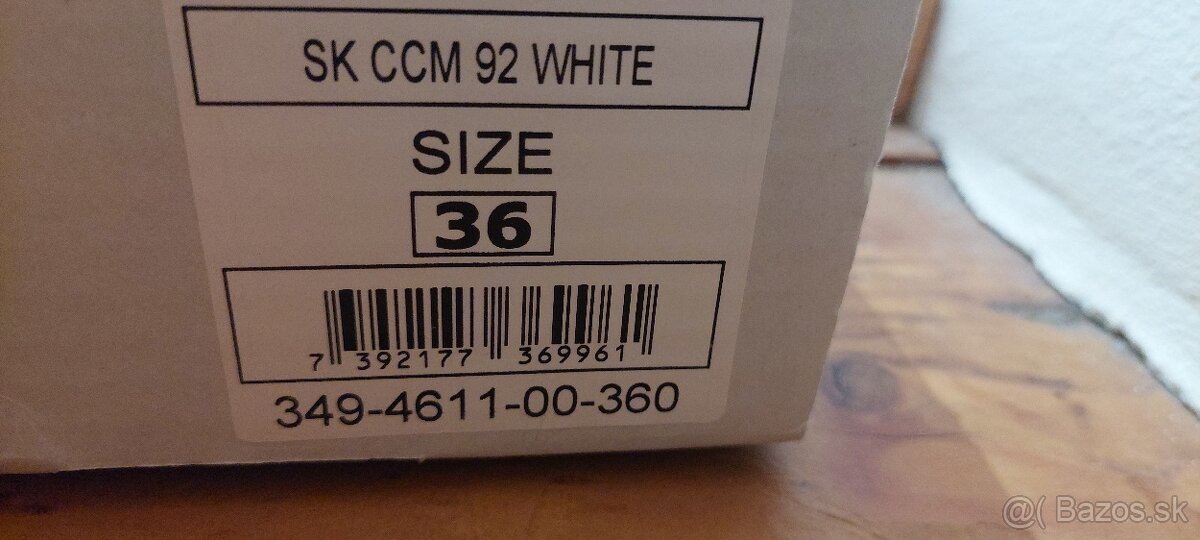 SK CCM 92 WHITE
SIZE
36
7 392177 369961
349-4611-00-360
@( Bazos.sk